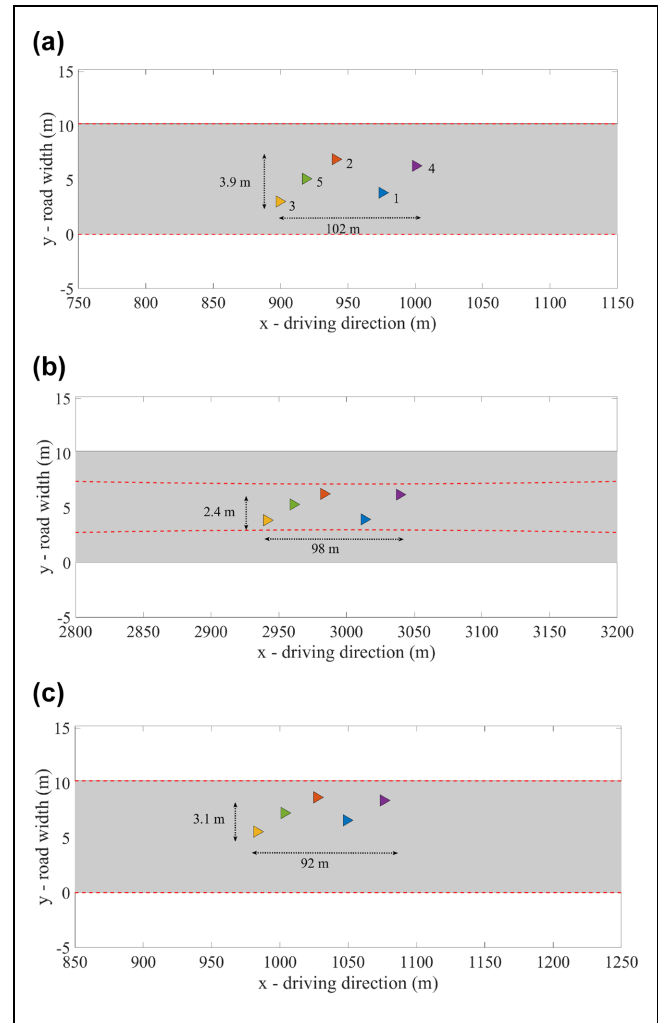 (a)
15
10
5
0
-5
y - road width (m)
3.9 m
2
4
5
1
3
102 m
750 800 850 900 950 1000 1050 1100 1150
x - driving direction (m)
(b)
15
10
5
0
-5
y - road width (m)
2.4 m
98 m
2800 2850 2900 2950 3000 3050 3100 3150 3200
x - driving direction (m)
(c)
15
10
5
0
-5
y - road width (m)
3.1 m
92 m
850 900 950 1000 1050 1100 1150 1200 1250
x - driving direction (m)